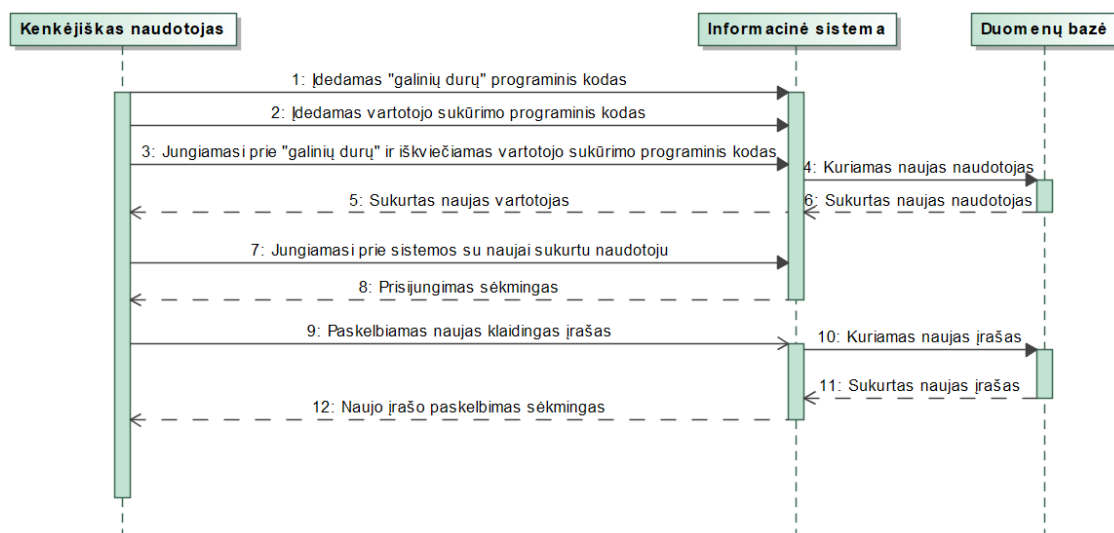 Kenkėjiškas naudotojas
Informacinė sistema
Duomenų bazė
1: Įdedamas "galinių durų" programinis kodas
2: Įdedamas vartotojo sukūrimo programinis kodas
3: Jungiamasi prie "galinių durų" ir iškviečiamas vartotojo sukūrimo programinis kodas
4: Kuriamas naujas naudotojas
5: Sukurtas naujas vartotojas
6: Sukurtas naujas naudotojas
7: Jungiamasi prie sistemos su naujai sukurtu naudotoju
8: Prisijungimas sėkmingas
9: Paskelbiamas naujas klaidingas įrašas
10: Kuriamas naujas įrašas
11: Sukurtas naujas įrašas
12: Naujo įrašo paskelbimas sėkmingas